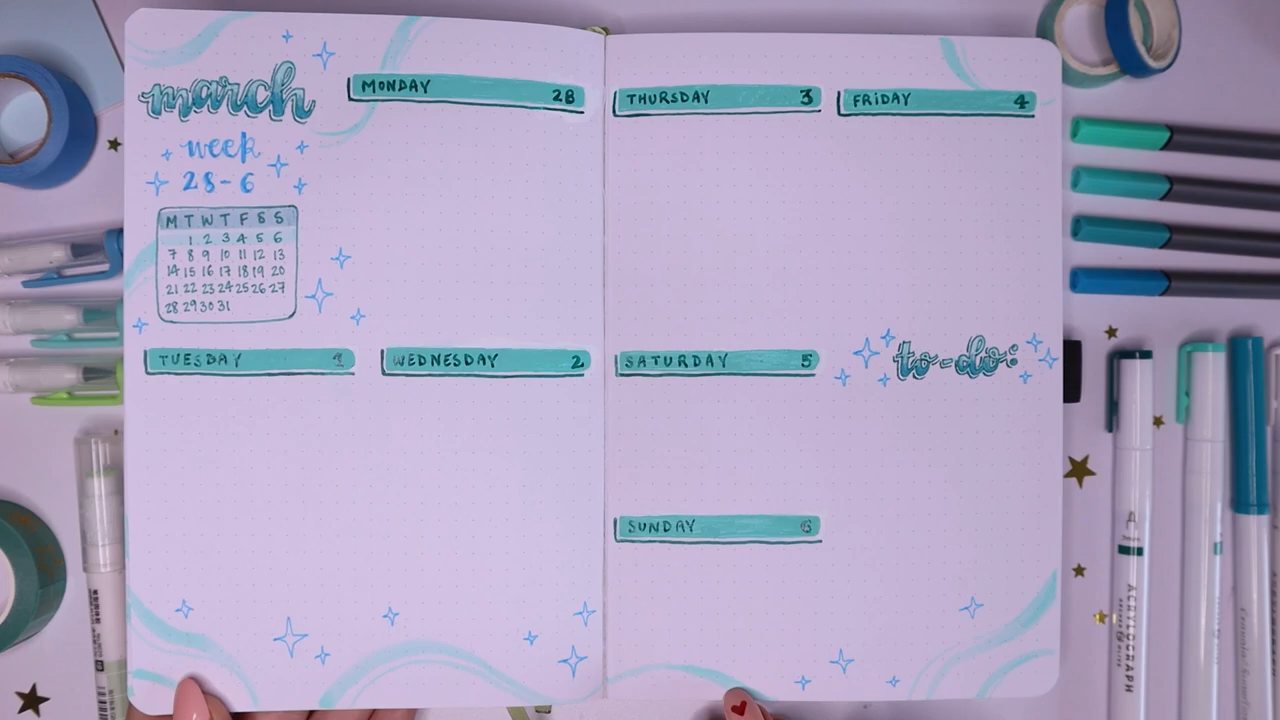 march
week
28-6
M T W T F S S
1 2 3 4 5 6
7 8 9 10 11 12 13
14 15 16 17 18 19 20
21 22 23 24 25 26 27
28 29 30 31
MONDAY 28
TUESDAY 1
WEDNESDAY 2
THURSDAY 3
FRIDAY 4
SATURDAY 5
to-do:
SUNDAY 6
ACRYLOGRAPH